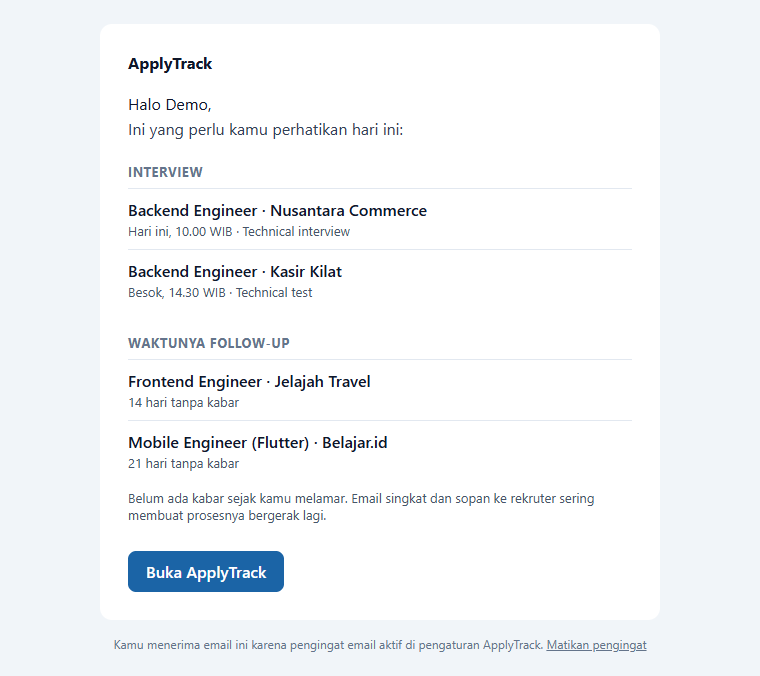 ApplyTrack
Halo Demo,
Ini yang perlu kamu perhatikan hari ini:
INTERVIEW
Backend Engineer · Nusantara Commerce
Hari ini, 10.00 WIB · Technical interview
Backend Engineer · Kasir Kilat
Besok, 14.30 WIB · Technical test
WAKTUNYA FOLLOW-UP
Frontend Engineer · Jelajah Travel
14 hari tanpa kabar
Mobile Engineer (Flutter) · Belajar.id
21 hari tanpa kabar
Belum ada kabar sejak kamu melamar. Email singkat dan sopan ke rekruter sering
membuat prosesnya bergerak lagi.
Buka ApplyTrack
Kamu menerima email ini karena pengingat email aktif di pengaturan ApplyTrack. Matikan pengingat